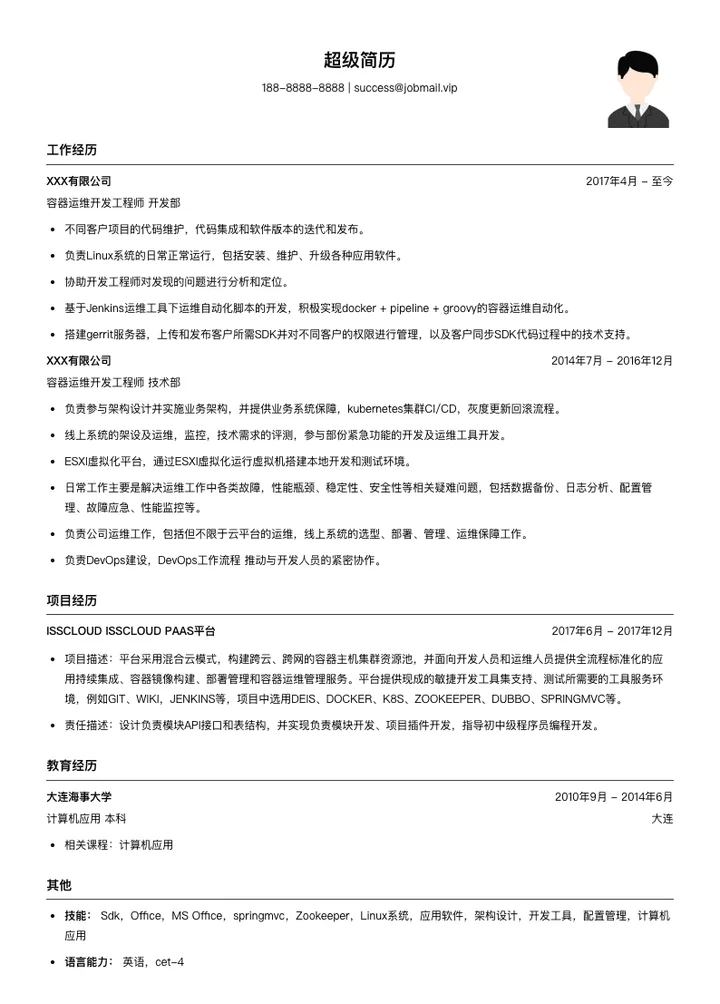 超级简历
188-8888-8888 | success@jobmail.vip
工作经历
XXX有限公司 2017年4月 – 至今
容器运维开发工程师 开发部
• 不同客户项目的代码维护，代码集成和软件版本的迭代和发布。
• 负责Linux系统的日常正常运行，包括安装、维护、升级各种应用软件。
• 协助开发工程师对发现的问题进行分析和定位。
• 基于Jenkins运维工具下运维自动化脚本的开发，积极实现docker + pipeline + groovy的容器运维自动化。
• 搭建gerrit服务器，上传和发布客户所需SDK并对不同客户的权限进行管理，以及客户同步SDK代码过程中的技术支持。
XXX有限公司 2014年7月 – 2016年12月
容器运维开发工程师 技术部
• 负责参与架构设计并实施业务架构，并提供业务系统保障，kubernetes集群CI/CD，灰度更新回滚流程。
• 线上系统的架设及运维，监控，技术需求的评测，参与部份紧急功能的开发及运维工具开发。
• ESXI虚拟化平台，通过ESXI虚拟化运行虚拟机搭建本地开发和测试环境。
• 日常工作主要是解决运维工作中各类故障，性能瓶颈、稳定性、安全性等相关疑难问题，包括数据备份、日志分析、配置管
理、故障应急、性能监控等。
• 负责公司运维工作，包括但不限于云平台的运维，线上系统的选型、部署、管理、运维保障工作。
• 负责DevOps建设，DevOps工作流程 推动与开发人员的紧密协作。
项目经历
ISSCLOUD ISSCLOUD PAAS平台 2017年6月 – 2017年12月
• 项目描述：平台采用混合云模式，构建跨云、跨网的容器主机集群资源池，并面向开发人员和运维人员提供全流程标准化的应
用持续集成、容器镜像构建、部署管理和容器运维管理服务。平台提供现成的敏捷开发工具集支持、测试所需要的工具服务环
境，例如GIT、WIKI，JENKINS等，项目中选用DEIS、DOCKER、K8S、ZOOKEEPER、DUBBO、SPRINGMVC等。
• 责任描述：设计负责模块API接口和表结构，并实现负责模块开发、项目插件开发，指导初中级程序员编程开发。
教育经历
大连海事大学 2010年9月 – 2014年6月
计算机应用 本科 大连
• 相关课程：计算机应用
其他
• 技能： Sdk，Office，MS Office，springmvc，Zookeeper，Linux系统，应用软件，架构设计，开发工具，配置管理，计算机
应用
• 语言能力： 英语，cet-4